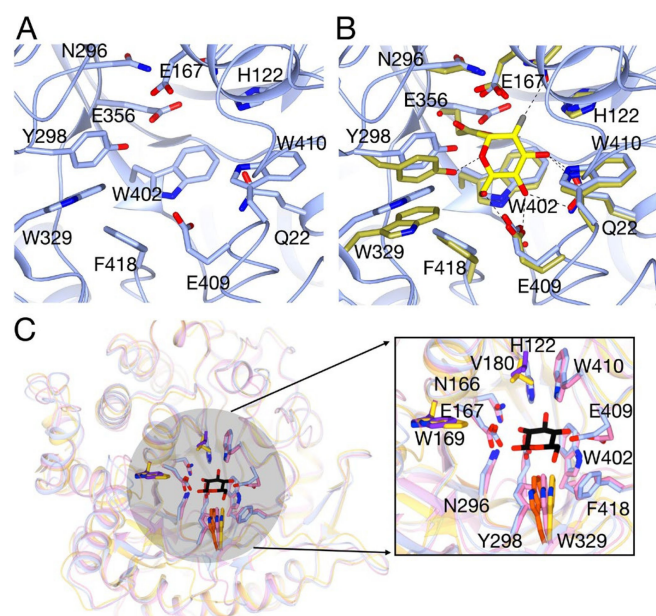 A
N296
E167
H122
E356
Y298
W410
W402
W329
Q22
F418
E409
B
N296
E167
H122
E356
Y298
W410
W402
W329
Q22
F418
E409
C
H122
V180
W410
N166
E167
E409
W169
W402
N296
F418
Y298
W329